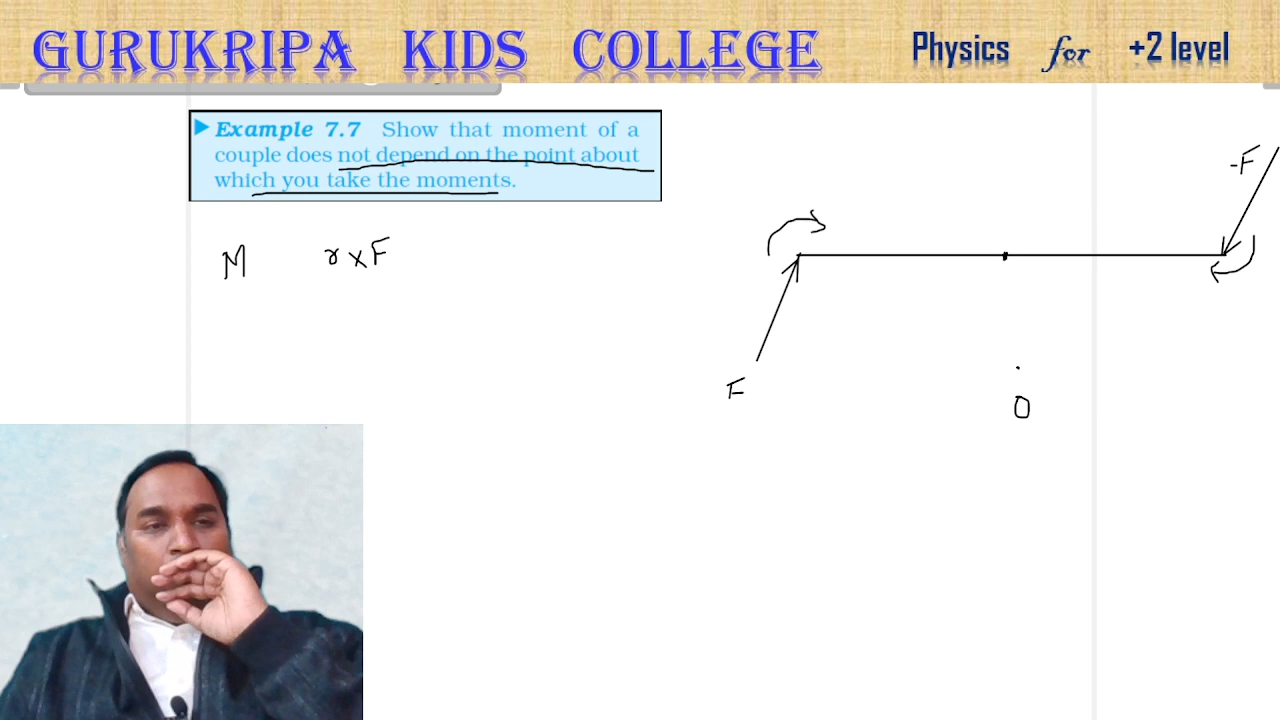 GURUKRIPA KIDS COLLEGE Physics for +2 level
Example 7.7 Show that moment of a
couple does not depend on the point about
which you take the moments.
-F
M r×F
F
O